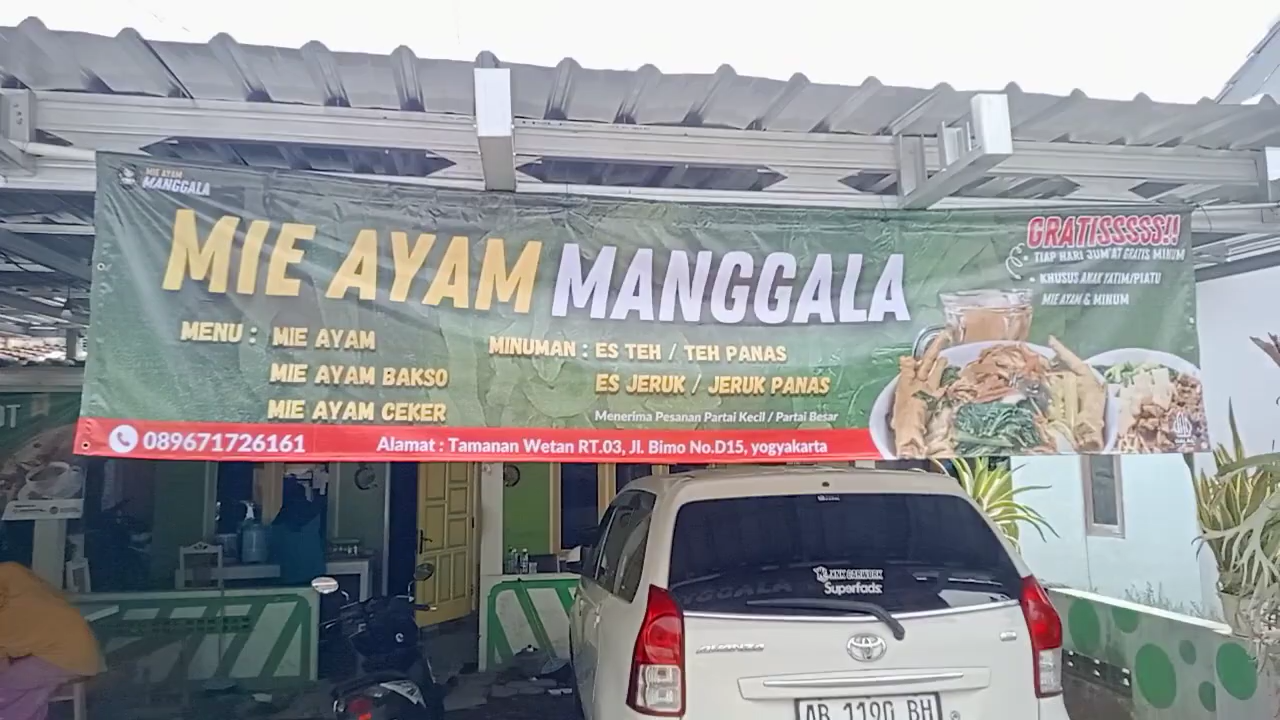 MIE AYAM
MANGGALA
MIE AYAM MANGGALA
MENU : MIE AYAM
MIE AYAM BAKSO
MIE AYAM CEKER
MINUMAN : ES TEH / TEH PANAS
ES JERUK / JERUK PANAS
Menerima Pesanan Partai Kecil / Partai Besar
GRATISSSSS!!
• TIAP HARI JUM'AT GRATIS MINUM
• KHUSUS ANAK YATIM/PIATU
MIE AYAM & MINUM
089671726161
Alamat : Tamanan Wetan RT.03, Jl. Bimo No.D15, yogyakarta
HALAL
Superfads
AVANZA
AB 1190 BH